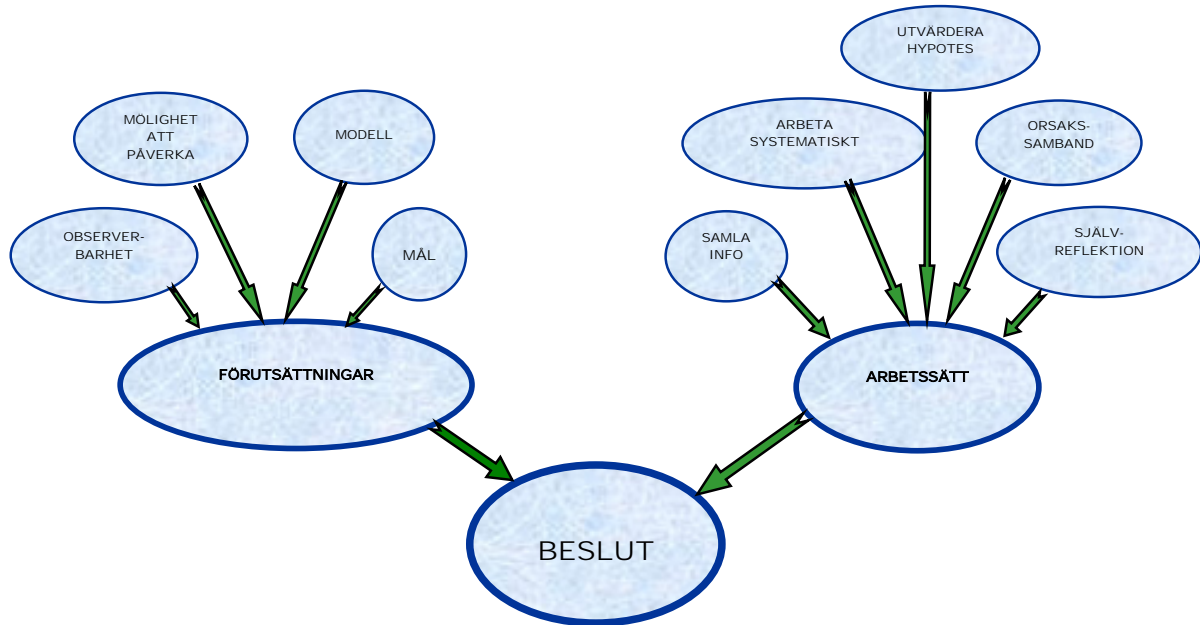 UTVÄRDERA
HYPOTES
MÖLIGHET
ATT
PÅVERKA
MODELL
ARBETA
SYSTEMATISKT
ORSAKS-
SAMBAND
OBSERVER-
BARHET
MÅL
SAMLA
INFO
SJÄLV-
REFLEKTION
FÖRUTSÄTTNINGAR
ARBETSSÄTT
BESLUT